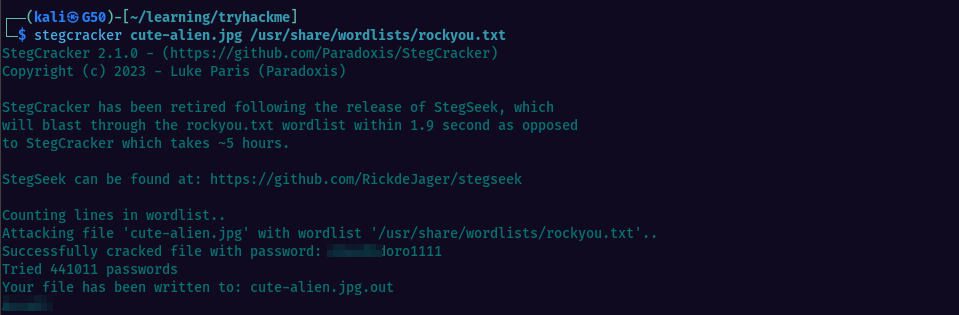 ┌──(kali㉿G50)-[~/learning/tryhackme]
└─$ stegcracker cute-alien.jpg /usr/share/wordlists/rockyou.txt
StegCracker 2.1.0 - (https://github.com/Paradoxis/StegCracker)
Copyright (c) 2023 - Luke Paris (Paradoxis)
StegCracker has been retired following the release of StegSeek, which
will blast through the rockyou.txt wordlist within 1.9 second as opposed
to StegCracker which takes ~5 hours.
StegSeek can be found at: https://github.com/RickdeJager/stegseek
Counting lines in wordlist..
Attacking file 'cute-alien.jpg' with wordlist '/usr/share/wordlists/rockyou.txt'..
Successfully cracked file with password: doro1111
Tried 441011 passwords
Your file has been written to: cute-alien.jpg.out